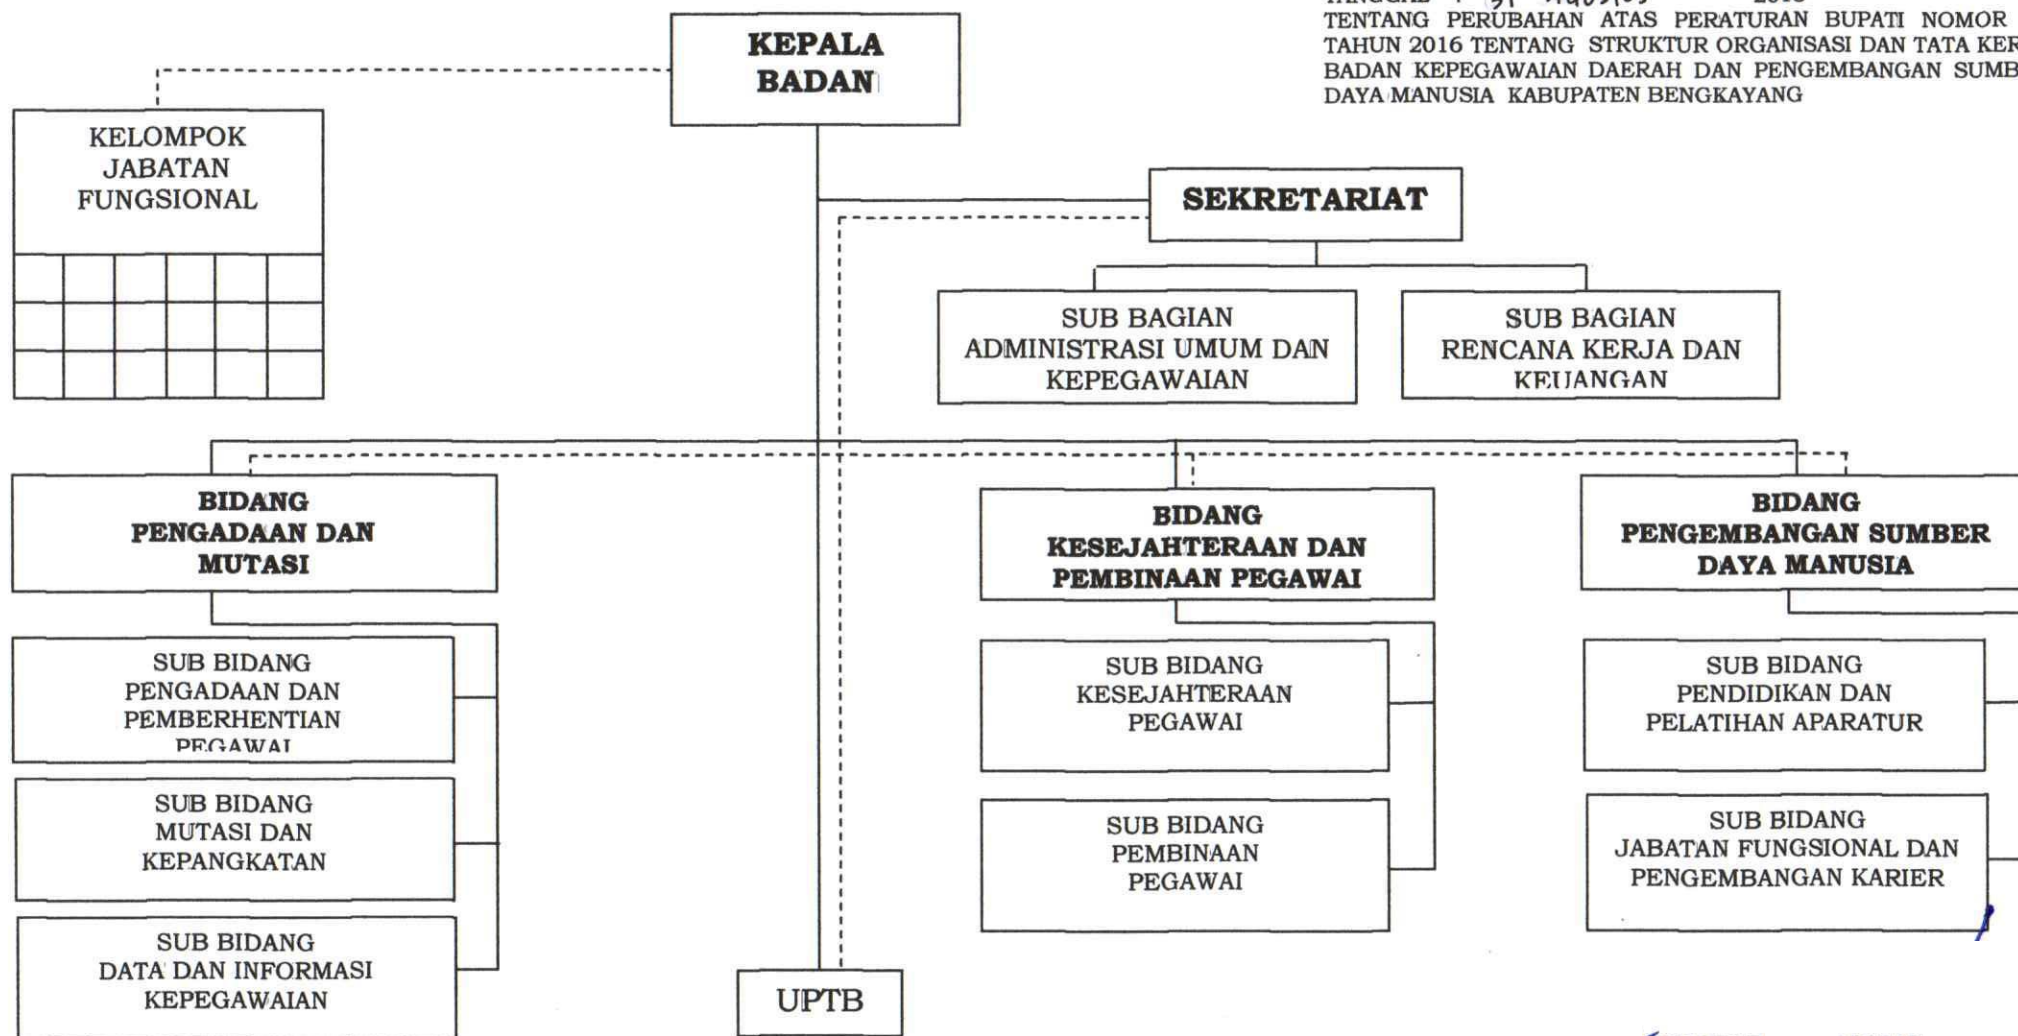 TENTANG PERUBAHAN ATAS PERATURAN BUPATI NOMOR
TAHUN 2016 TENTANG STRUKTUR ORGANISASI DAN TATA
BADAN KEPEGAWAIAN DAERAH DAN PENGEMBANGAN
DAYA MANUSIA KABUPATEN BENGKAYANG
KEPALA
BADAN
KELOMPOK
JABATAN
FUNGSIONAL
SEKRETARIAT
SUB BAGIAN
ADMINISTRASI UMUM DAN
KEPEGAWAIAN
SUB BAGIAN
RENCANA KERJA DAN
KEUANGAN
BIDANG
PENGADAAN DAN
MUTASI
BIDANG
KESEJAHTERAAN DAN
PEMBINAAN PEGAWAI
BIDANG
PENGEMBANGAN SUMBER
DAYA MANUSIA
SUB BIDANG
PENGADAAN DAN
PEMBERHENTIAN
PEGAWAI
SUB BIDANG
KESEJAHTERAAN
PEGAWAI
SUB BIDANG
PENDIDIKAN DAN
PELATIHAN APARATUR
SUB BIDANG
MUTASI DAN
KEPANGKATAN
SUB BIDANG
PEMBINAAN
PEGAWAI
SUB BIDANG
JABATAN FUNGSIONAL DAN
PENGEMBANGAN KARIER
SUB BIDANG
DATA DAN INFORMASI
KEPEGAWAIAN
UPTB